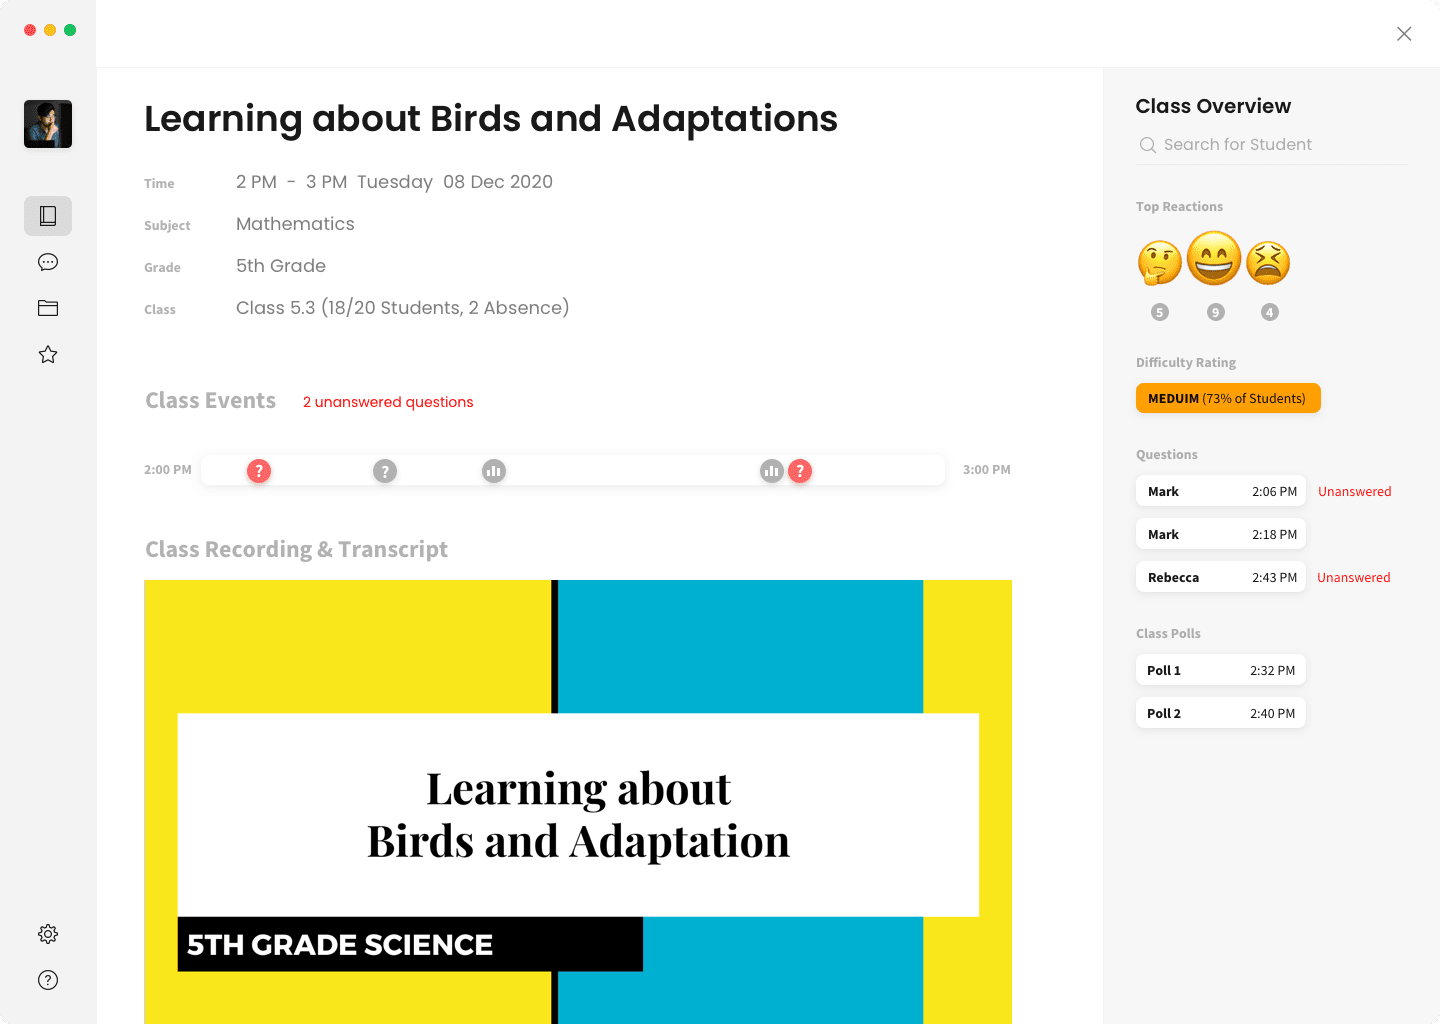 Learning about Birds and Adaptations
Time 2 PM - 3 PM Tuesday 08 Dec 2020
Subject Mathematics
Grade 5th Grade
Class Class 5.3 (18/20 Students, 2 Absence)
Class Events 2 unanswered questions
2:00 PM ? ? ? 3:00 PM
Class Recording & Transcript
Learning about
Birds and Adaptation
5TH GRADE SCIENCE
?
Class Overview
Search for Student
Top Reactions
5 9 4
Difficulty Rating
MEDUIM (73% of Students)
Questions
Mark 2:06 PM Unanswered
Mark 2:18 PM
Rebecca 2:43 PM Unanswered
Class Polls
Poll 1 2:32 PM
Poll 2 2:40 PM